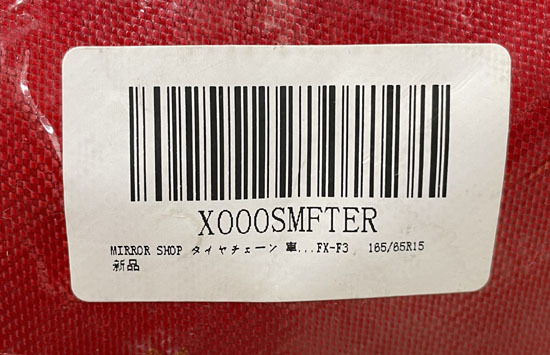 X000SMFTER
MIRROR SHOP タイヤチェーン 車...FX-F3 165/65R15
新品